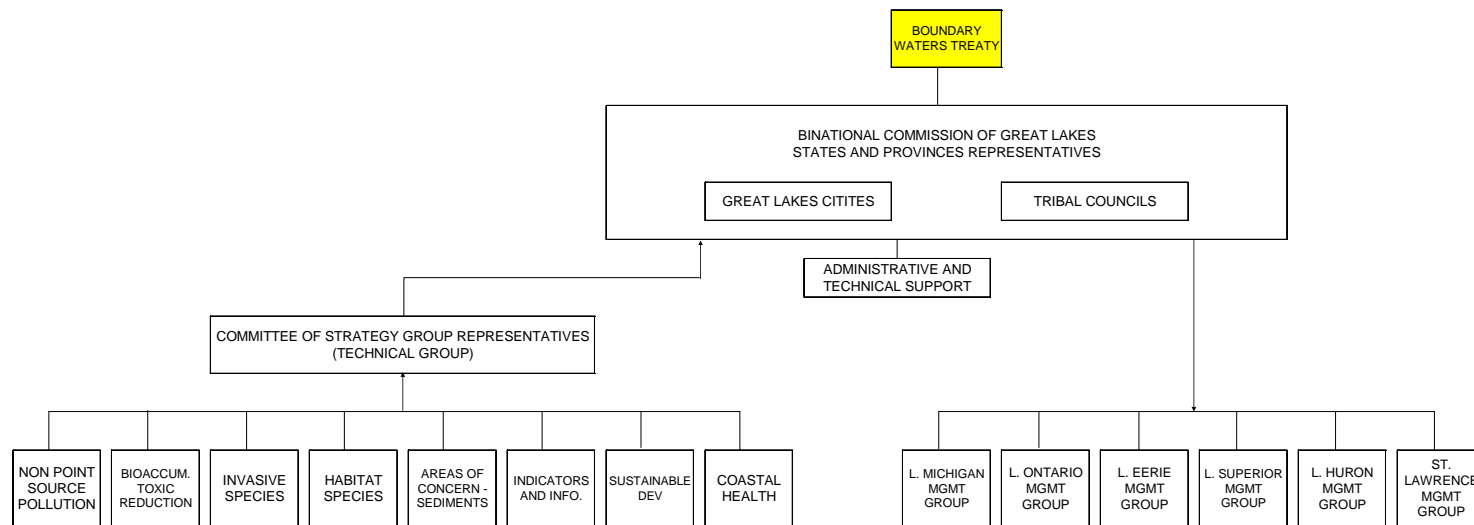 BOUNDARY
WATERS TREATY
BINATIONAL COMMISSION OF GREAT LAKES
STATES AND PROVINCES REPRESENTATIVES
GREAT LAKES CITITES
TRIBAL COUNCILS
ADMINISTRATIVE AND
TECHNICAL SUPPORT
COMMITTEE OF STRATEGY GROUP REPRESENTATIVES
(TECHNICAL GROUP)
NON POINT
SOURCE
POLLUTION
BIOACCUM.
TOXIC
REDUCTION
INVASIVE
SPECIES
HABITAT
SPECIES
AREAS OF
CONCERN -
SEDIMENTS
INDICATORS
AND INFO.
SUSTAINABLE
DEV
COASTAL
HEALTH
L. MICHIGAN
MGMT
GROUP
L. ONTARIO
MGMT
GROUP
L. EERIE
MGMT
GROUP
L. SUPERIOR
MGMT
GROUP
L. HURON
MGMT
GROUP
ST.
LAWRENCE
MGMT
GROUP